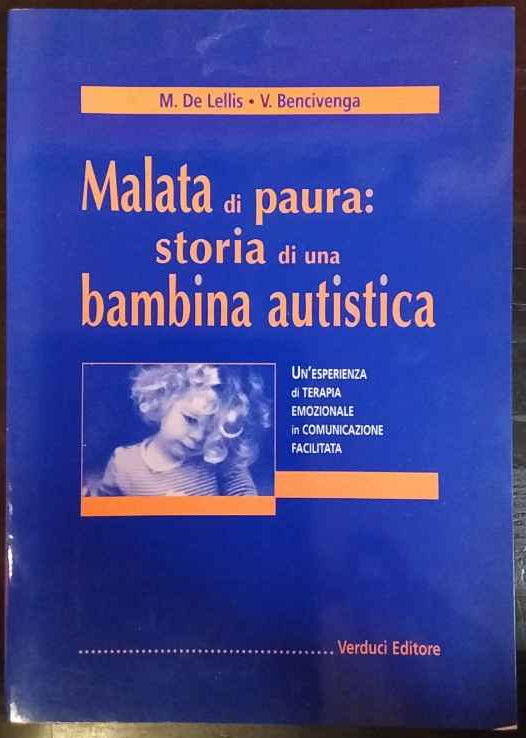 M. De Lellis • V. Bencivenga
Malata di paura:
storia di una
bambina autistica
UN'ESPERIENZA
di TERAPIA
EMOZIONALE
in COMUNICAZIONE
FACILITATA
Verduci Editore